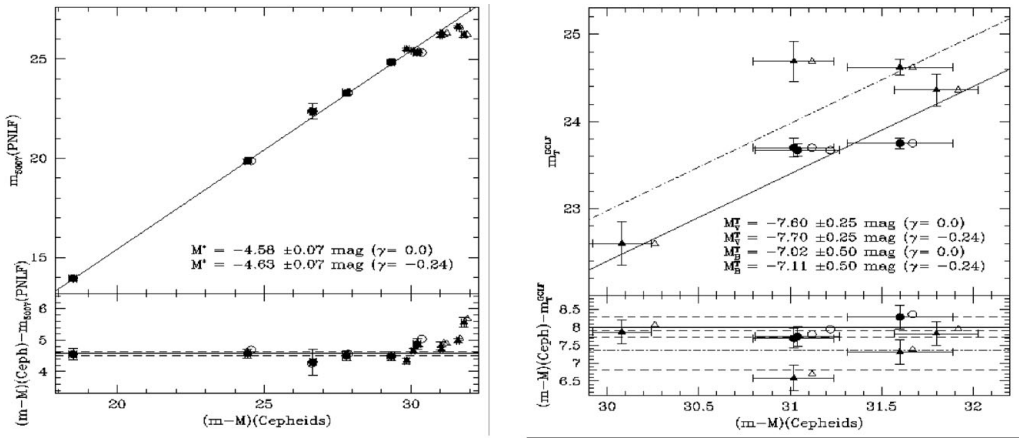 25
20
15
m₅₀₀₇(PNLF)
M* = −4.58 ±0.07 mag (γ= 0.0)
M* = −4.63 ±0.07 mag (γ= −0.24)
6
4
(m−M)(Ceph)−m₅₀₀₇(PNLF)
20 25 30
(m−M)(Cepheids)
25
24
23
m_T^GCLF
M_V^T = −7.60 ±0.25 mag (γ= 0.0)
M_V^T = −7.70 ±0.25 mag (γ= −0.24)
M_B^T = −7.02 ±0.50 mag (γ= 0.0)
M_B^T = −7.11 ±0.50 mag (γ= −0.24)
8.5
8
7.5
7
6.5
(m−M)(Ceph)−m_T^GCLF
30 30.5 31 31.5 32
(m−M)(Cepheids)